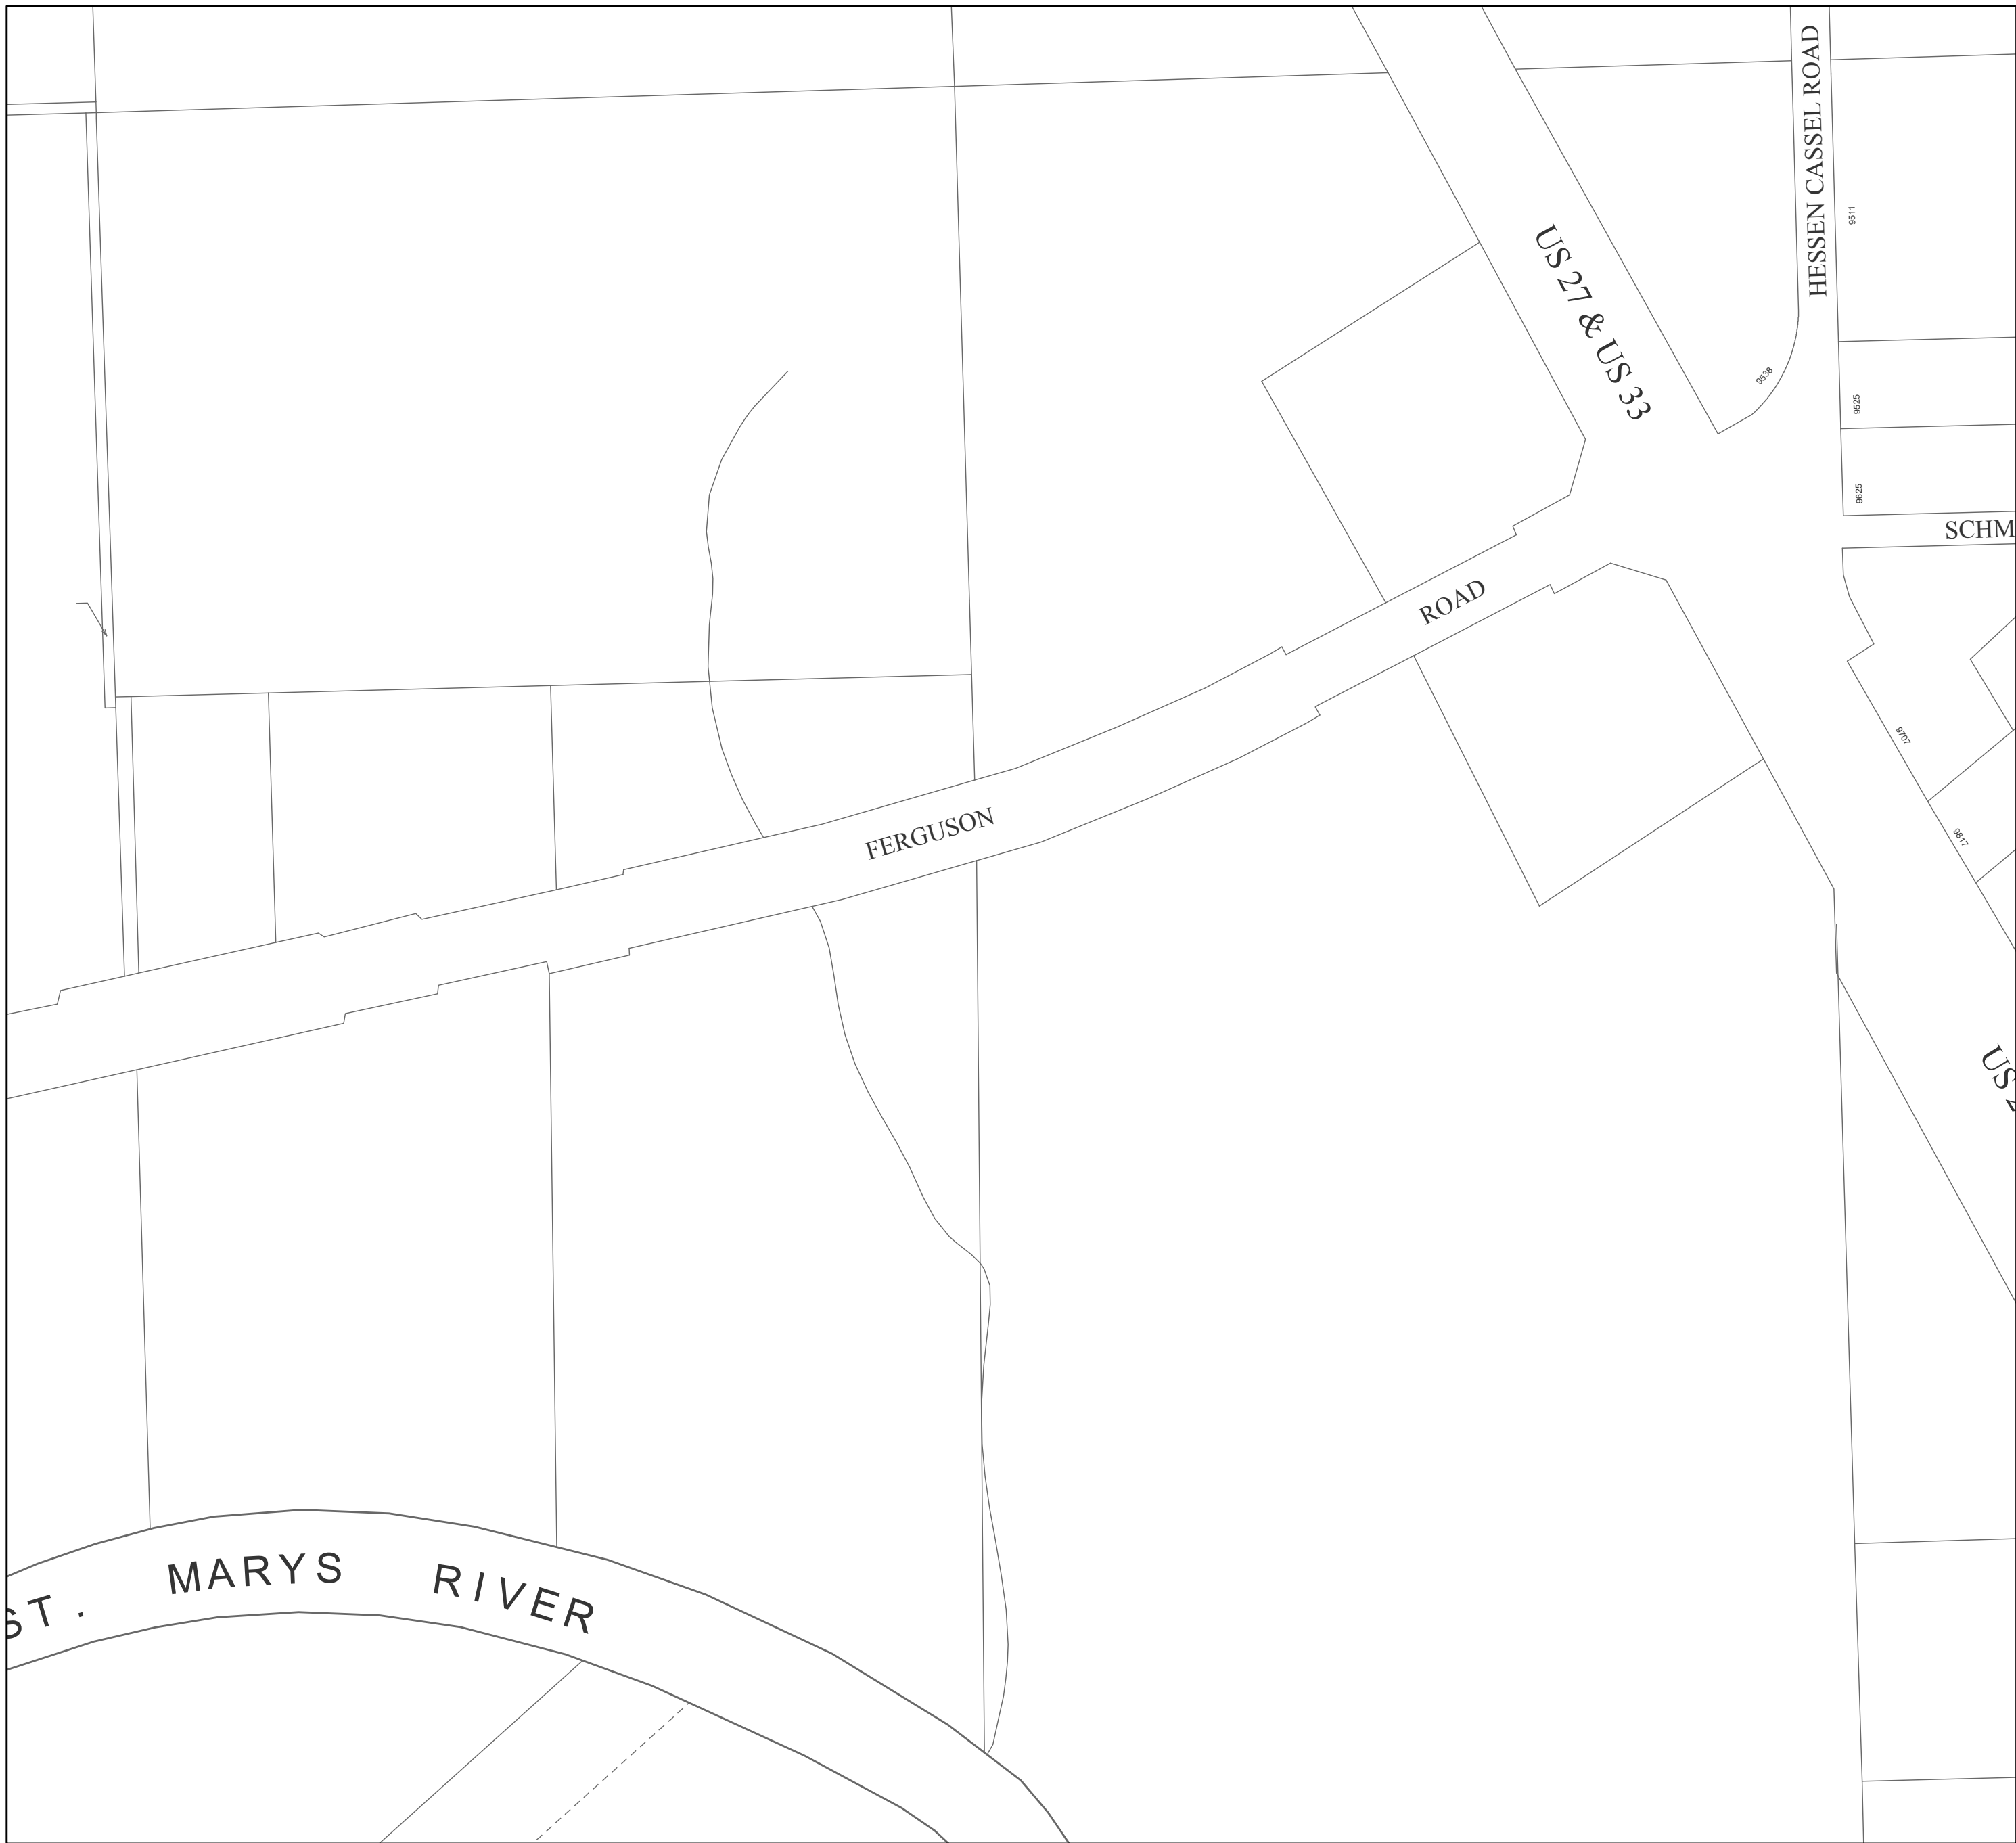 HESSEN CASSEL ROAD
9511
US 27 & US 33
9538
9525
9625
SCHM
ROAD
9707
FERGUSON
9817
US 2
ST. MARYS RIVER